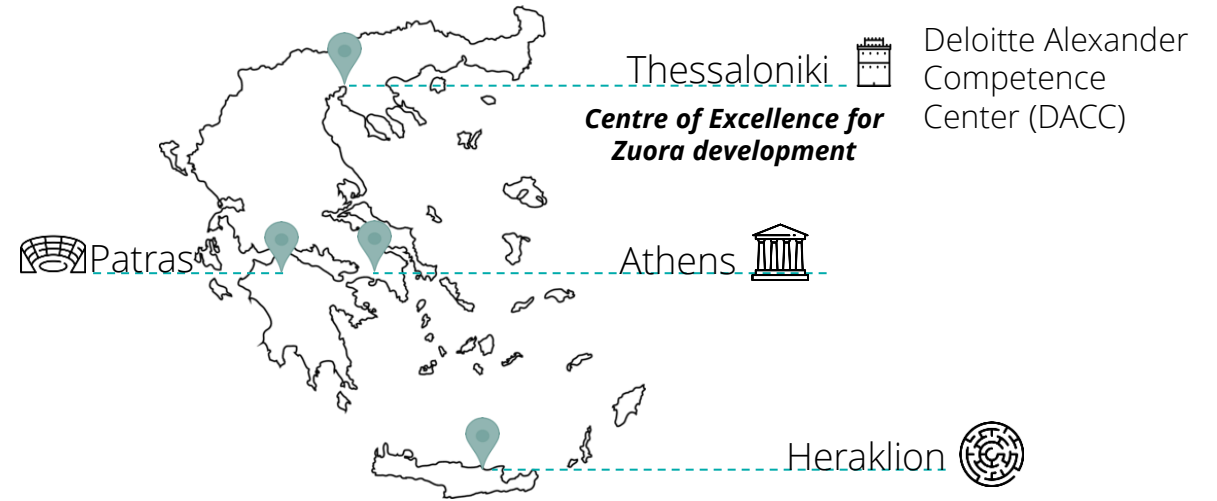 Thessaloniki
Deloitte Alexander
Competence
Center (DACC)
Centre of Excellence for
Zuora development
Patras
Athens
Heraklion